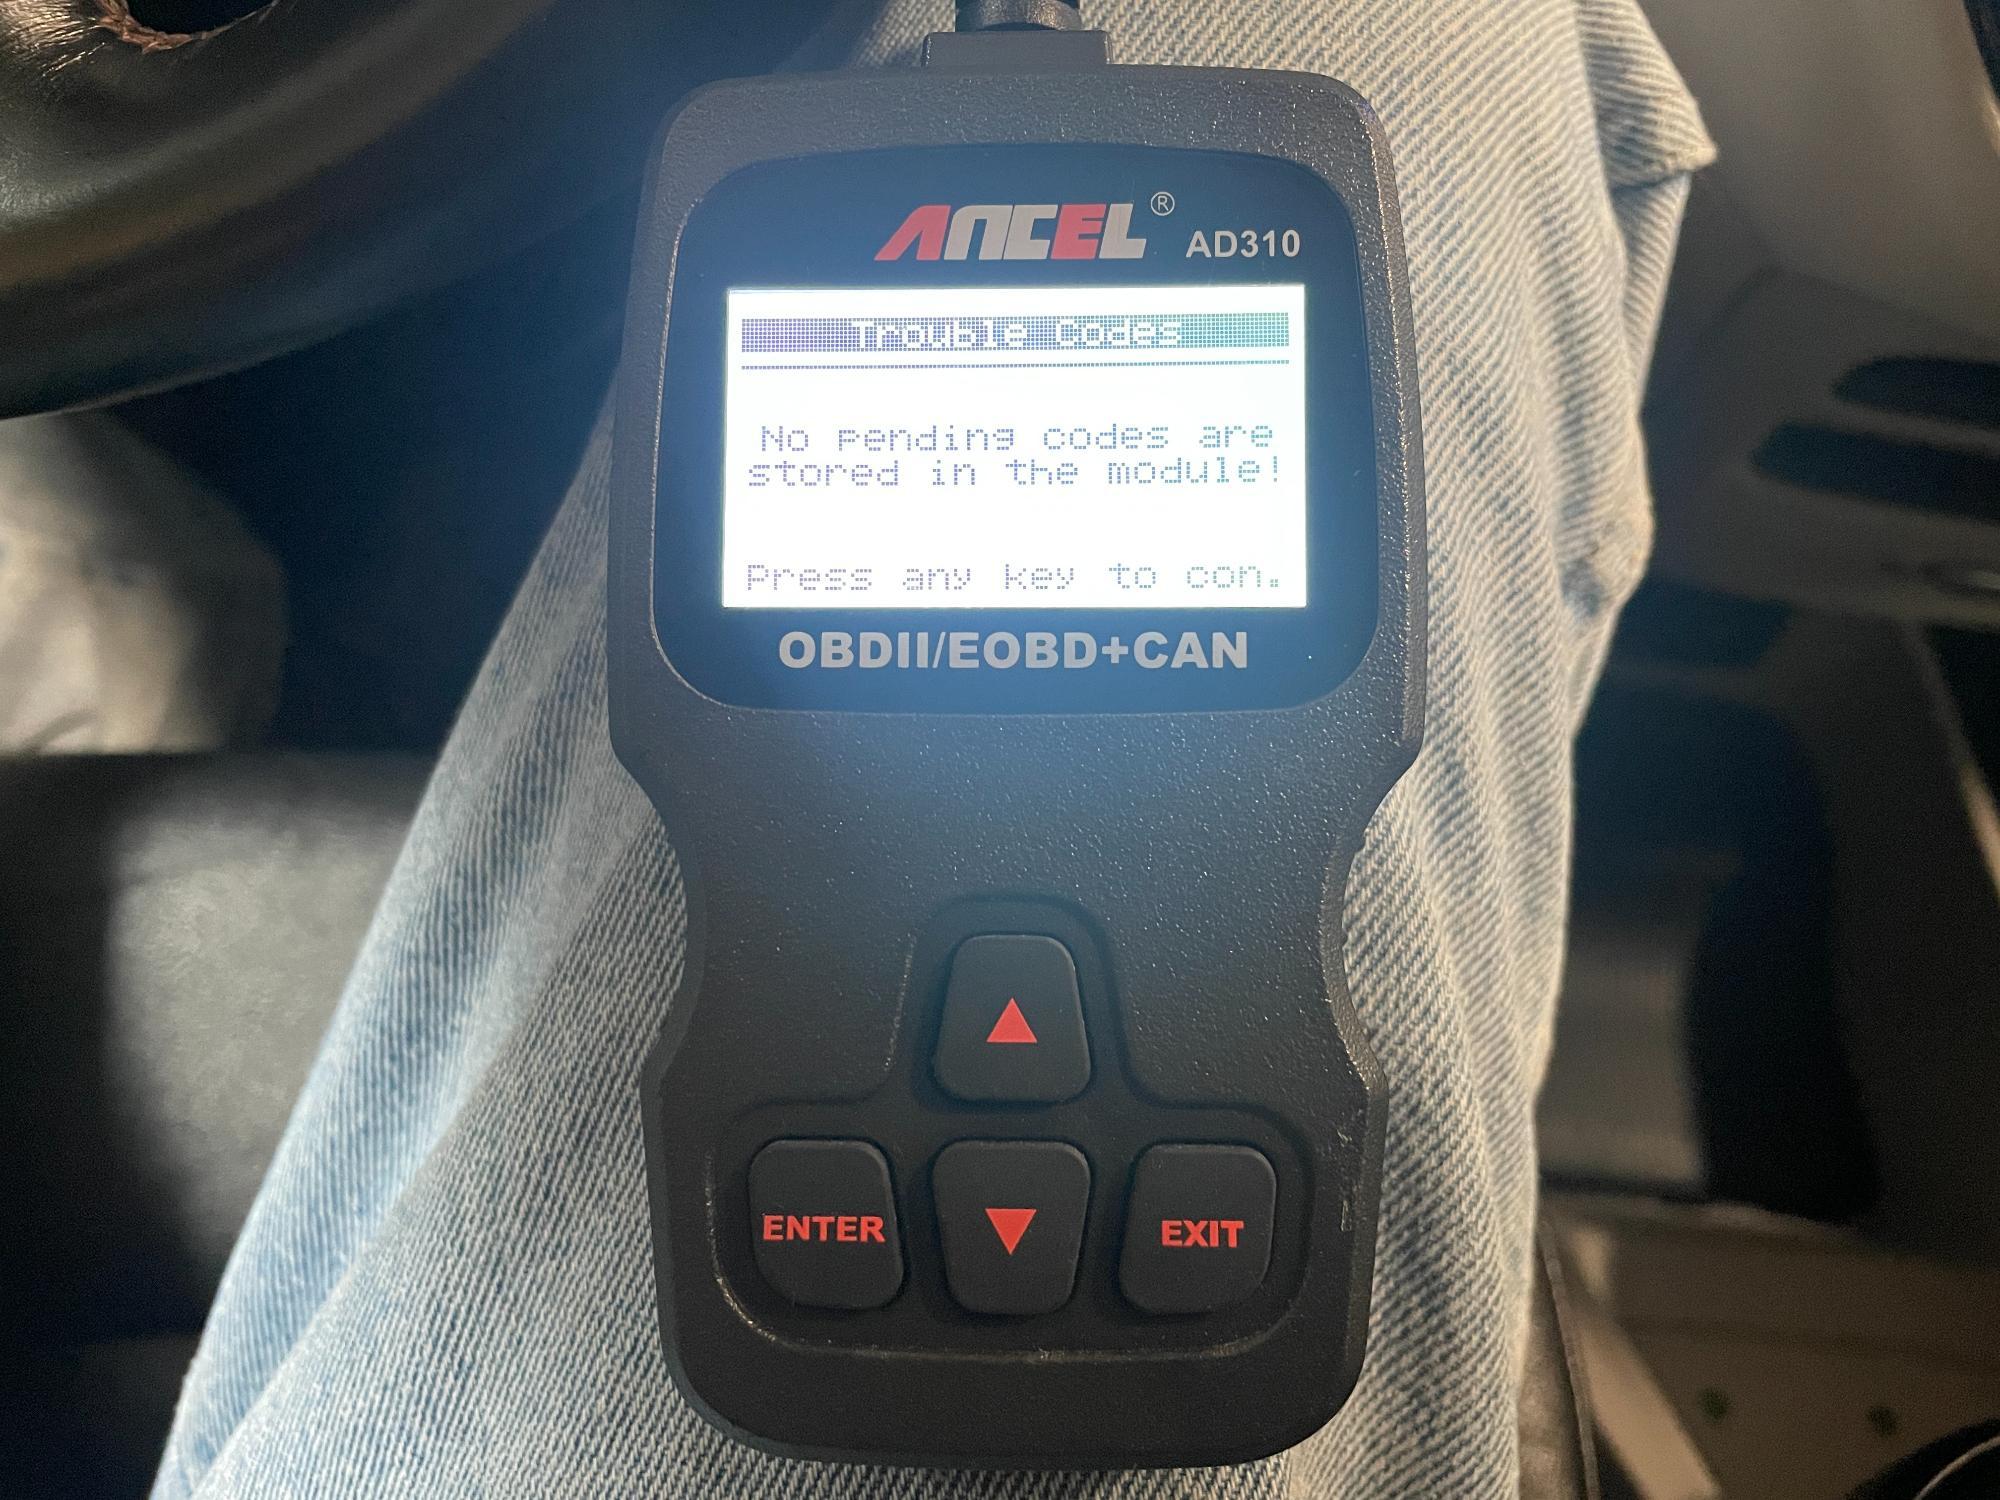 ANCEL® AD310
Trouble Codes
No pending codes are
stored in the module!
Press any key to con.
OBDII/EOBD+CAN
ENTER
EXIT